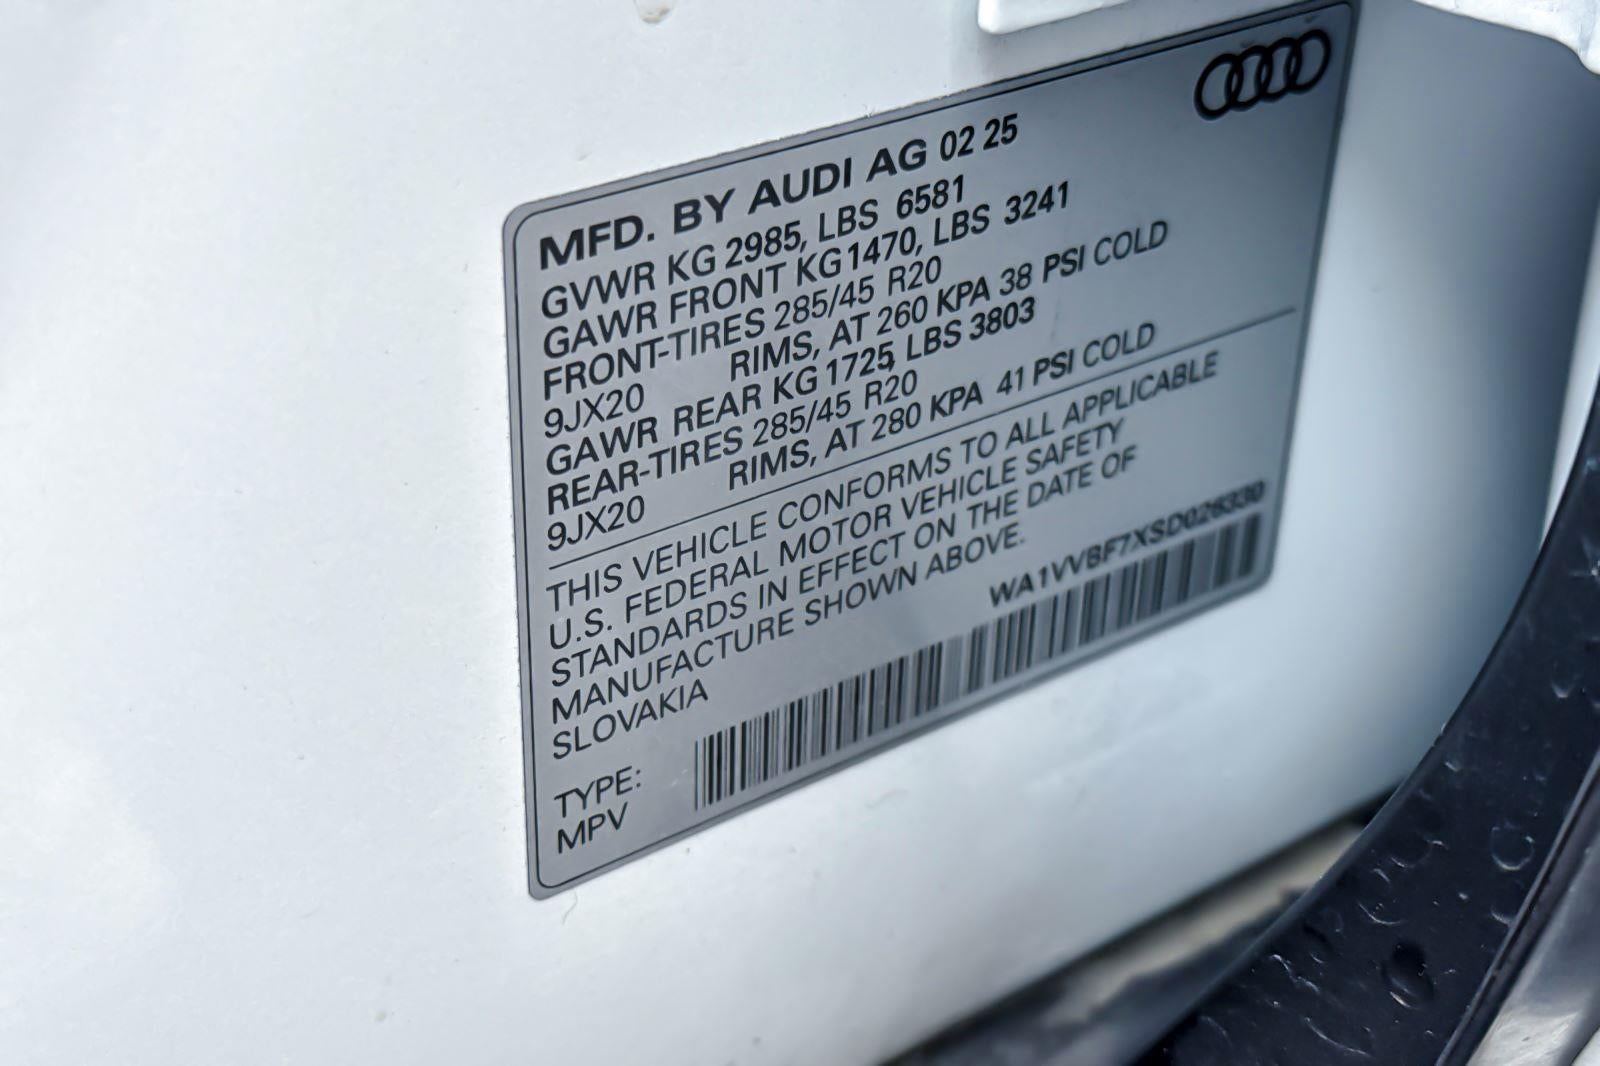 MFD. BY AUDI AG 02 25
GVWR KG 2985, LBS 6581
GAWR FRONT KG 1470, LBS 3241
FRONT-TIRES 285/45 R20
9JX20 RIMS, AT 260 KPA 38 PSI COLD
GAWR REAR KG 1725, LBS 3803
REAR-TIRES 285/45 R20
9JX20 RIMS, AT 280 KPA 41 PSI COLD
THIS VEHICLE CONFORMS TO ALL APPLICABLE
U.S. FEDERAL MOTOR VEHICLE SAFETY
STANDARDS IN EFFECT ON THE DATE OF
MANUFACTURE SHOWN ABOVE.
SLOVAKIA
WA1VVBF7XSD026330
TYPE:
MPV